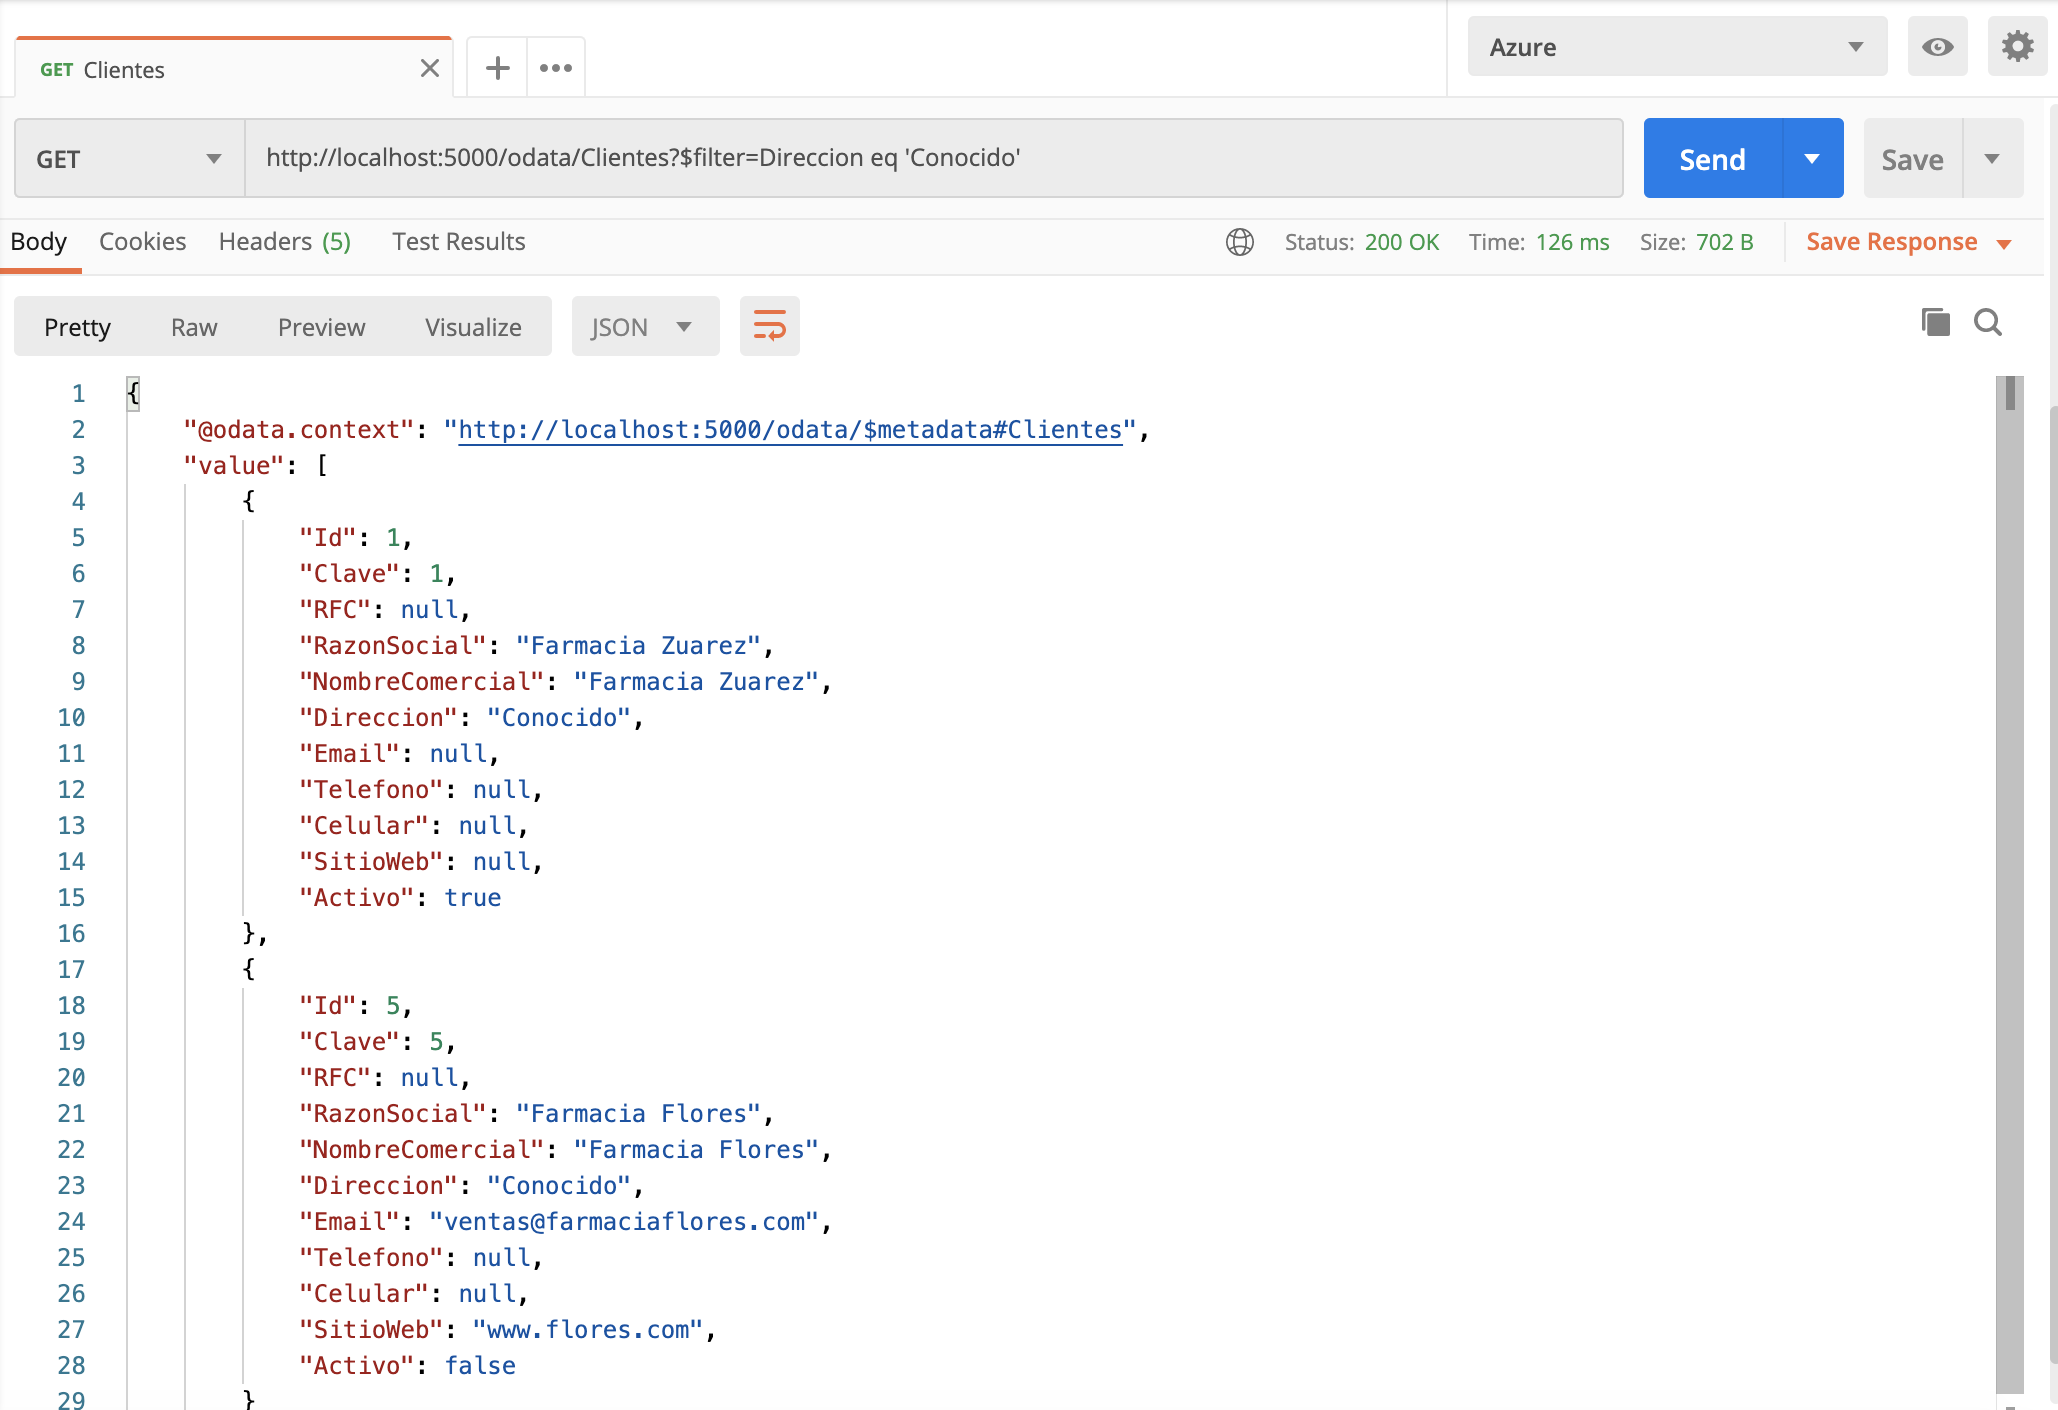 GET Clientes
Azure
GET http://localhost:5000/odata/Clientes?$filter=Direccion eq 'Conocido' Send Save
Body Cookies Headers (5) Test Results Status: 200 OK Time: 126 ms Size: 702 B Save Response
Pretty Raw Preview Visualize JSON
1 {
2 "@odata.context": "http://localhost:5000/odata/$metadata#Clientes",
3 "value": [
4 {
5 "Id": 1,
6 "Clave": 1,
7 "RFC": null,
8 "RazonSocial": "Farmacia Zuarez",
9 "NombreComercial": "Farmacia Zuarez",
10 "Direccion": "Conocido",
11 "Email": null,
12 "Telefono": null,
13 "Celular": null,
14 "SitioWeb": null,
15 "Activo": true
16 },
17 {
18 "Id": 5,
19 "Clave": 5,
20 "RFC": null,
21 "RazonSocial": "Farmacia Flores",
22 "NombreComercial": "Farmacia Flores",
23 "Direccion": "Conocido",
24 "Email": "ventas@farmaciaflores.com",
25 "Telefono": null,
26 "Celular": null,
27 "SitioWeb": "www.flores.com",
28 "Activo": false
29 }